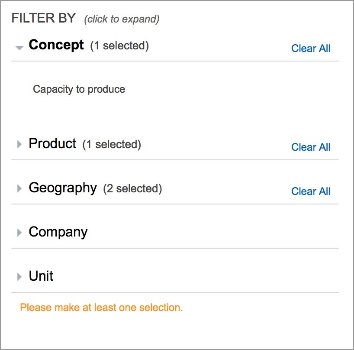 FILTER BY (click to expand)
Concept (1 selected) Clear All
Capacity to produce
Product (1 selected) Clear All
Geography (2 selected) Clear All
Company
Unit
Please make at least one selection.